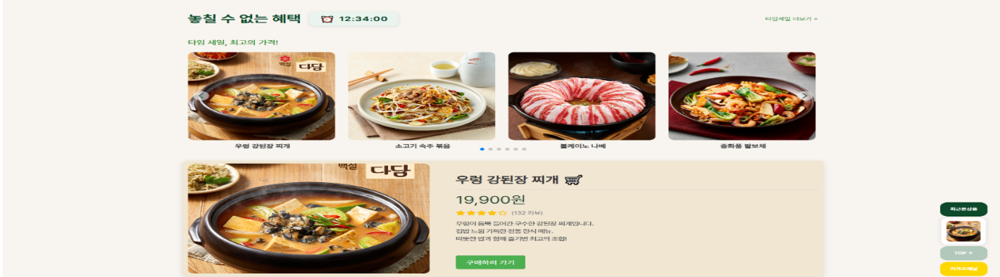 놓칠 수 없는 혜택
12:34:00
타임세일 더보기 >
타임 세일, 최고의 가격!
백설
다담
우렁 강된장 찌개
소고기 숙주 볶음
볼케이노 나베
중화풍 팔보채
백설
다담
우렁 강된장 찌개
19,900원
(132 리뷰)
우렁이 듬뿍 들어간 구수한 강된장 찌개입니다.
집밥 느낌 가득한 전통 한식 메뉴.
따뜻한 밥과 함께 즐기면 최고의 조합!
구매하러 가기
최근본상품
TOP ↑
카카오채널